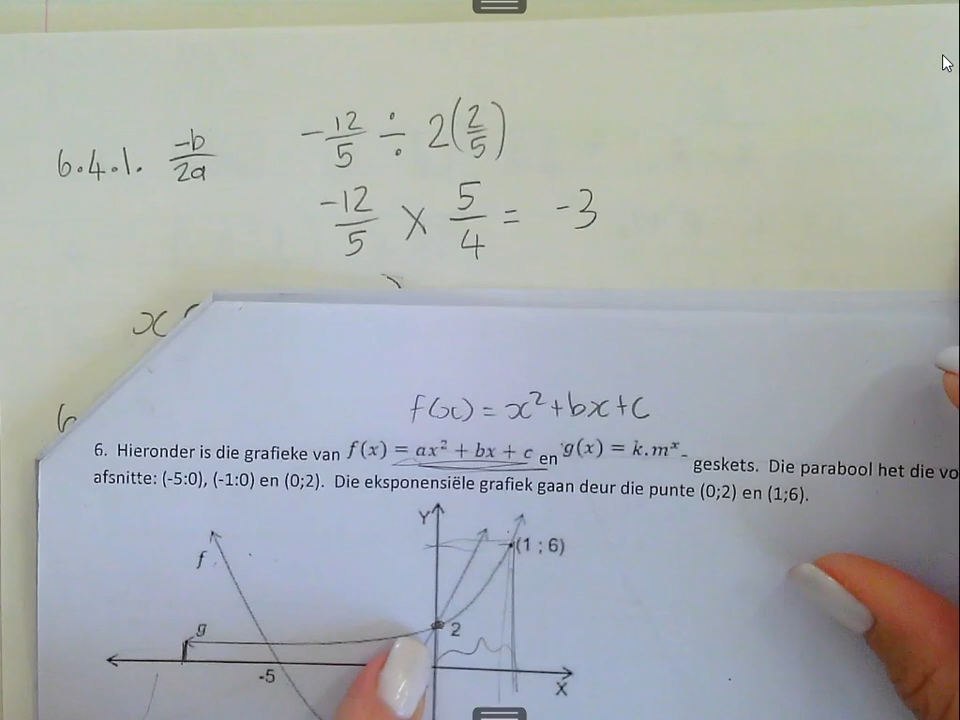 6.4.1. -b/2a -12/5 ÷ 2(2/5)
-12/5 × 5/4 = -3
x
6
f(x) = x² + bx + c
6. Hieronder is die grafieke van f(x) = ax² + bx + c en g(x) = k.mˣ geskets. Die parabool het die vo
afsnitte: (-5:0), (-1:0) en (0;2). Die eksponensiële grafiek gaan deur die punte (0;2) en (1;6).
Y
(1 ; 6)
f
g
2
-5
X